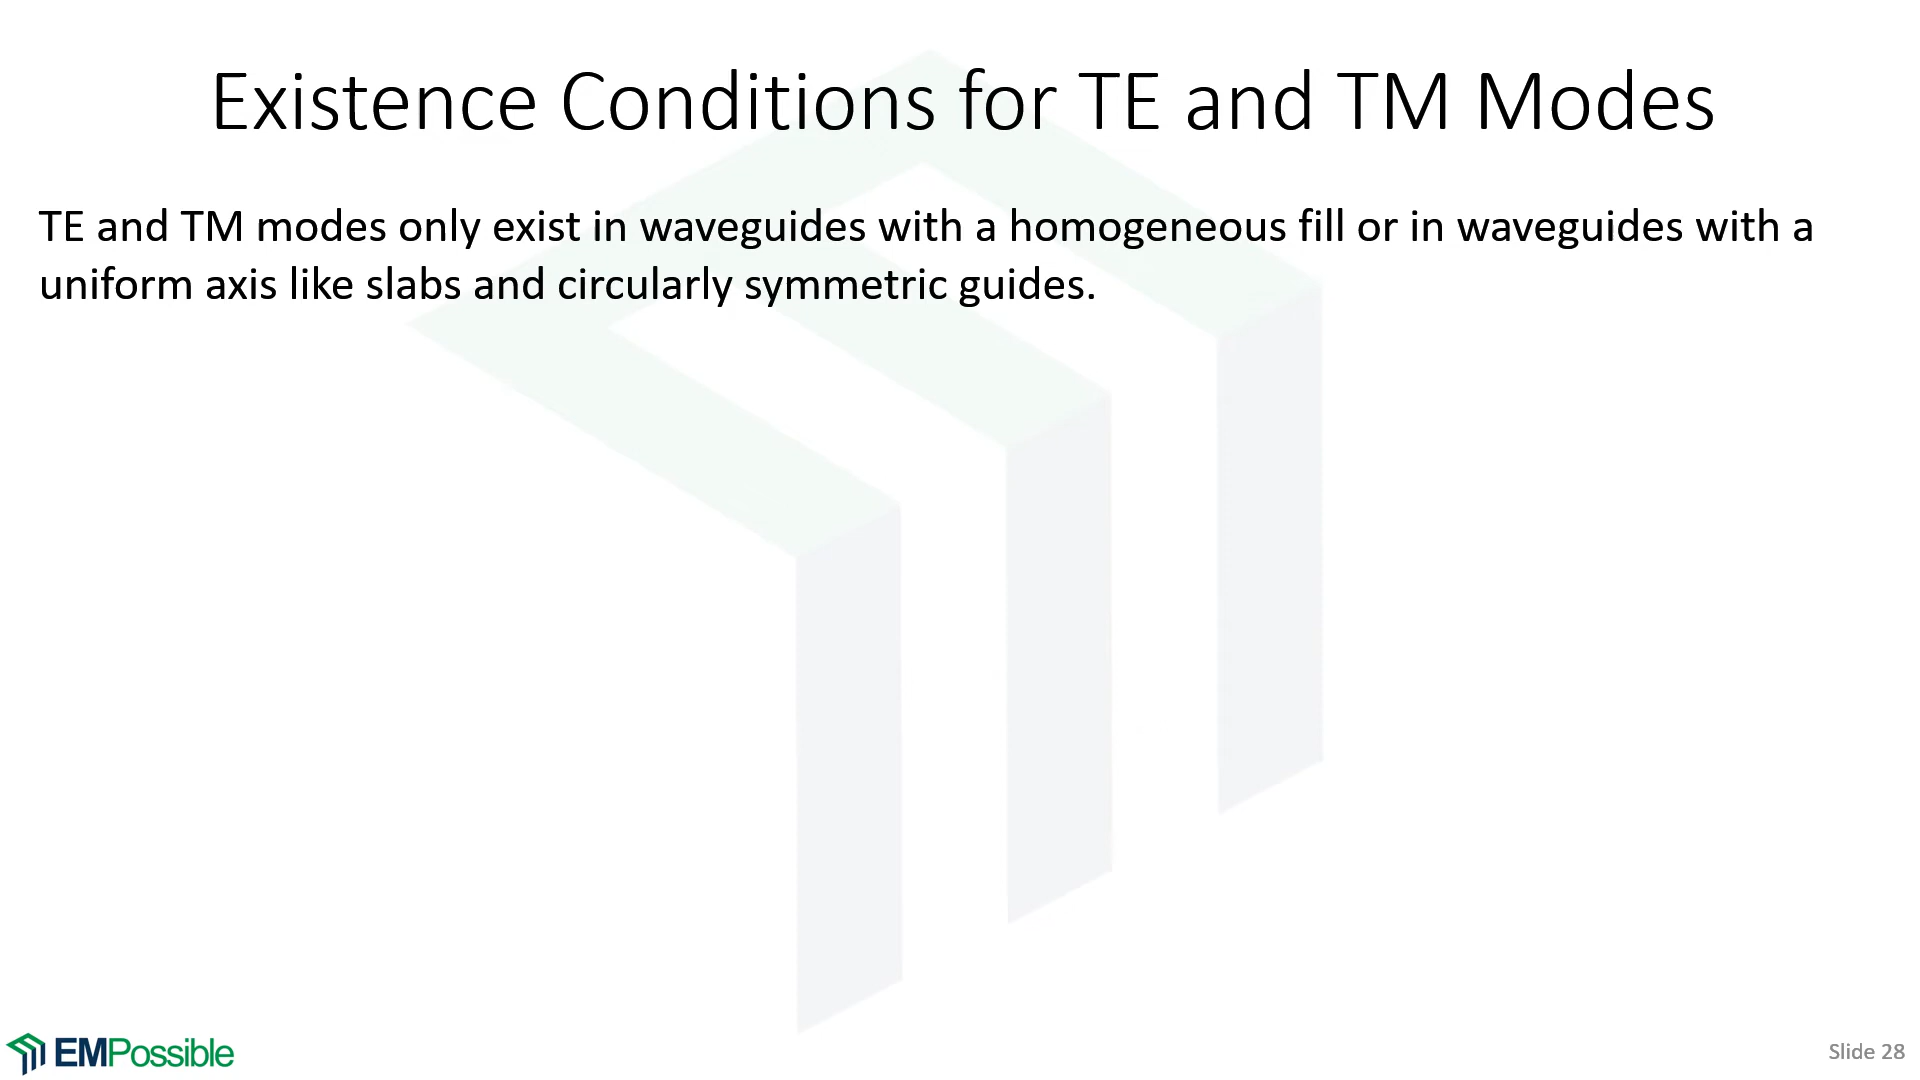 Existence Conditions for TE and TM Modes
TE and TM modes only exist in waveguides with a homogeneous fill or in waveguides with a
uniform axis like slabs and circularly symmetric guides.
EMPossible
Slide 28